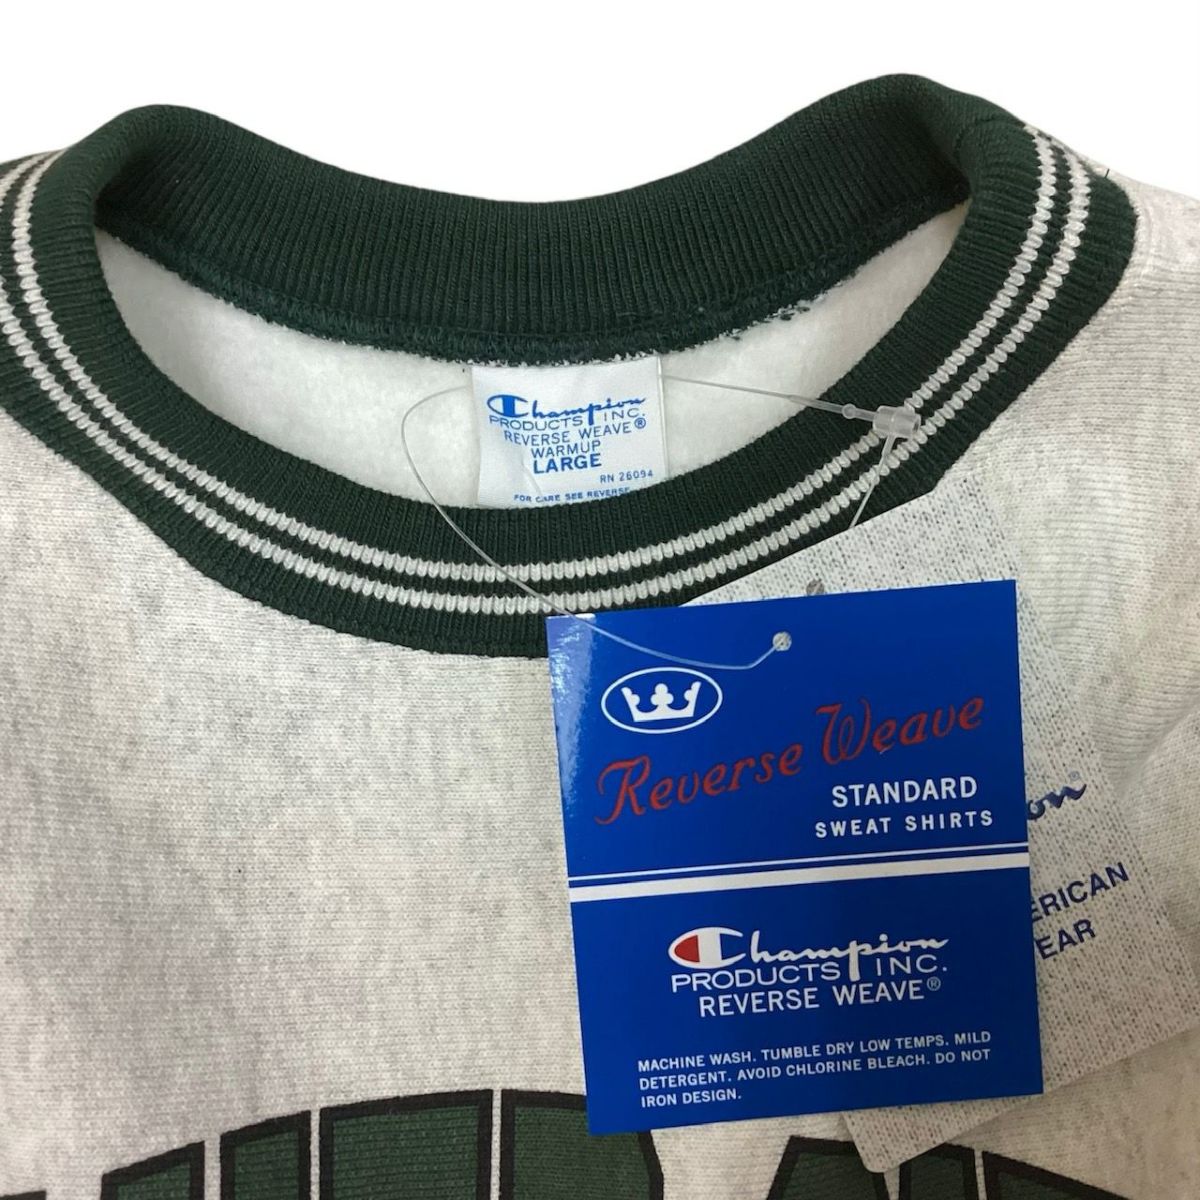 Champion
PRODUCTS INC.
REVERSE WEAVE®
WARMUP
LARGE
RN 26094
FOR CARE SEE REVERSE
Reverse Weave
STANDARD
SWEAT SHIRTS
Champion
PRODUCTS INC.
REVERSE WEAVE®
MACHINE WASH. TUMBLE DRY LOW TEMPS. MILD
DETERGENT. AVOID CHLORINE BLEACH. DO NOT
IRON DESIGN.
on®
ERICAN
EAR